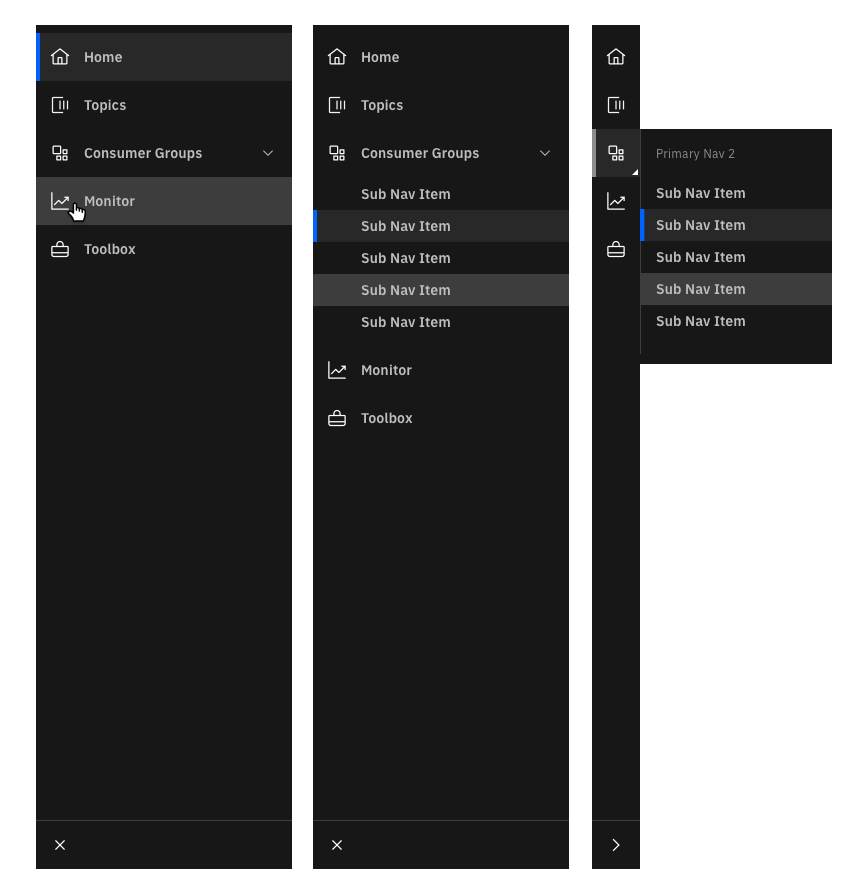 Home
Topics
Consumer Groups
Monitor
Toolbox
Home
Topics
Consumer Groups
Sub Nav Item
Sub Nav Item
Sub Nav Item
Sub Nav Item
Sub Nav Item
Monitor
Toolbox
Primary Nav 2
Sub Nav Item
Sub Nav Item
Sub Nav Item
Sub Nav Item
Sub Nav Item